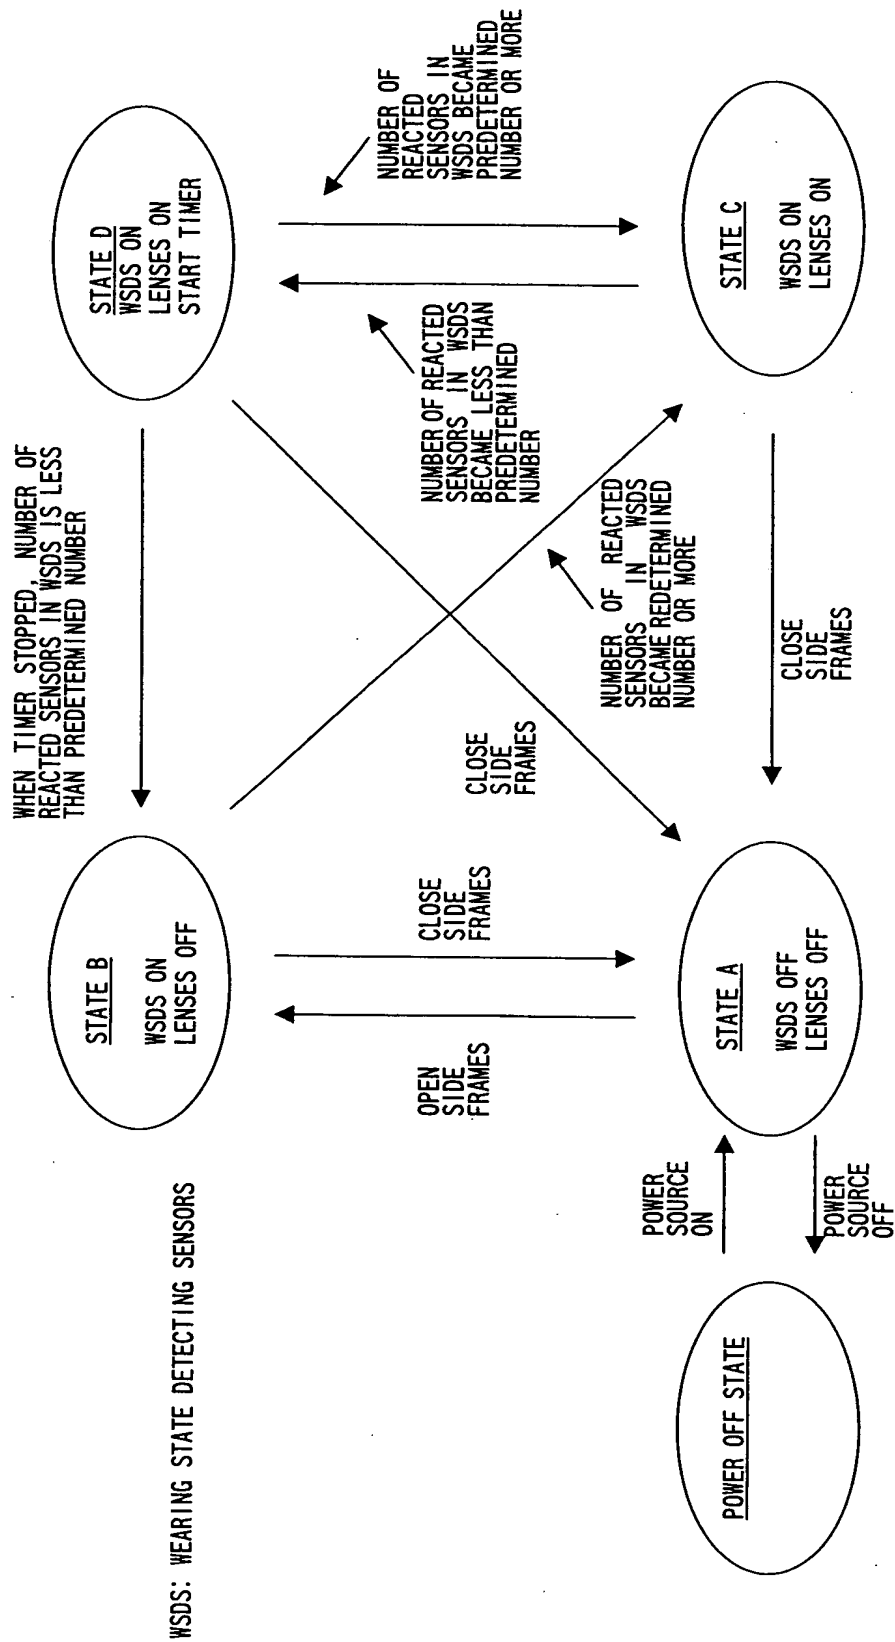 WSDS: WEARING STATE DETECTING SENSORS
WHEN TIMER STOPPED, NUMBER OF
REACTED SENSORS IN WSDS IS LESS
THAN PREDETERMINED NUMBER
STATE B
WSDS ON
LENSES OFF
STATE D
WSDS ON
LENSES ON
START TIMER
OPEN
SIDE
FRAMES
CLOSE
SIDE
FRAMES
CLOSE
SIDE
FRAMES
NUMBER OF REACTED
SENSORS IN WSDS
BECAME LESS THAN
PREDETERMINED
NUMBER
NUMBER OF
REACTED
SENSORS IN
WSDS BECAME
PREDETERMINED
NUMBER OR MORE
NUMBER OF REACTED
SENSORS IN WSDS
BECAME REDETERMINED
NUMBER OR MORE
POWER OFF STATE
POWER
SOURCE
ON
POWER
SOURCE
OFF
STATE A
WSDS OFF
LENSES OFF
CLOSE
SIDE
FRAMES
STATE C
WSDS ON
LENSES ON